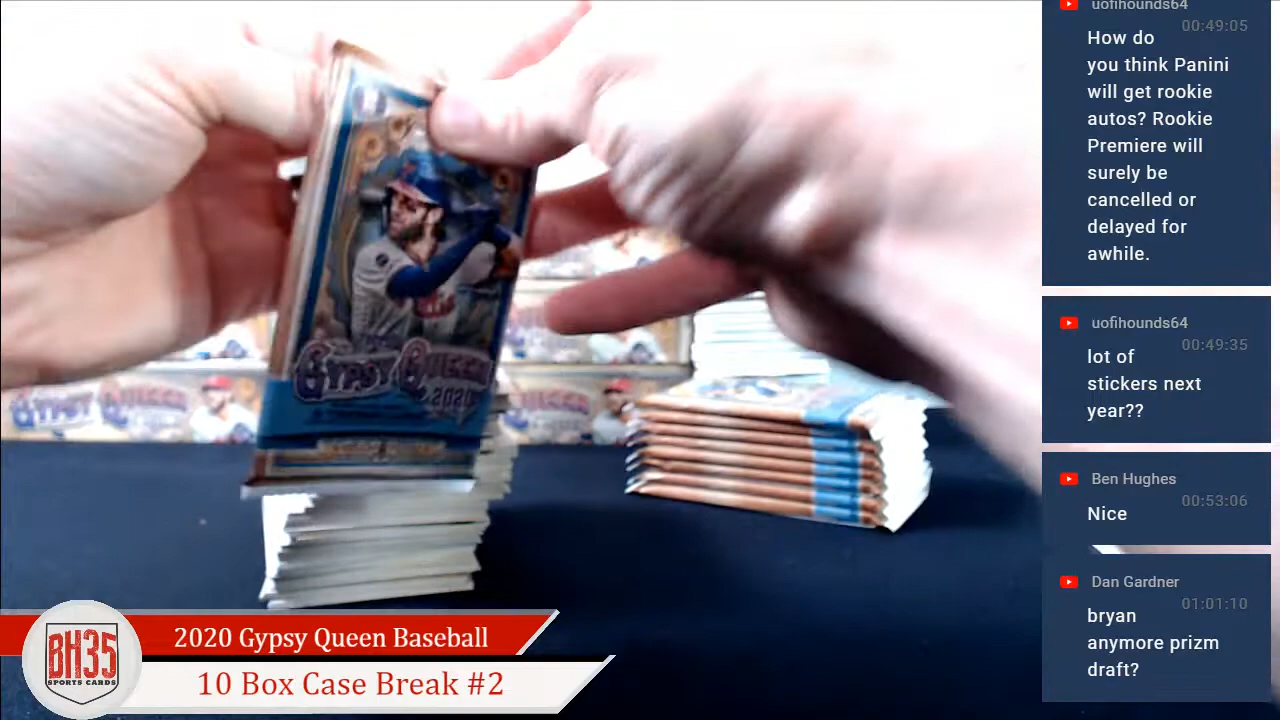 uofihounds64
00:49:05
How do
you think Panini
will get rookie
autos? Rookie
Premiere will
surely be
cancelled or
delayed for
awhile.
uofihounds64
00:49:35
lot of
stickers next
year??
Ben Hughes
00:53:06
Nice
Dan Gardner
01:01:10
bryan
anymore prizm
draft?
GYPSY QUEEN
2020
GYPSY QUEEN
BH35
SPORTS CARDS
2020 Gypsy Queen Baseball
10 Box Case Break #2